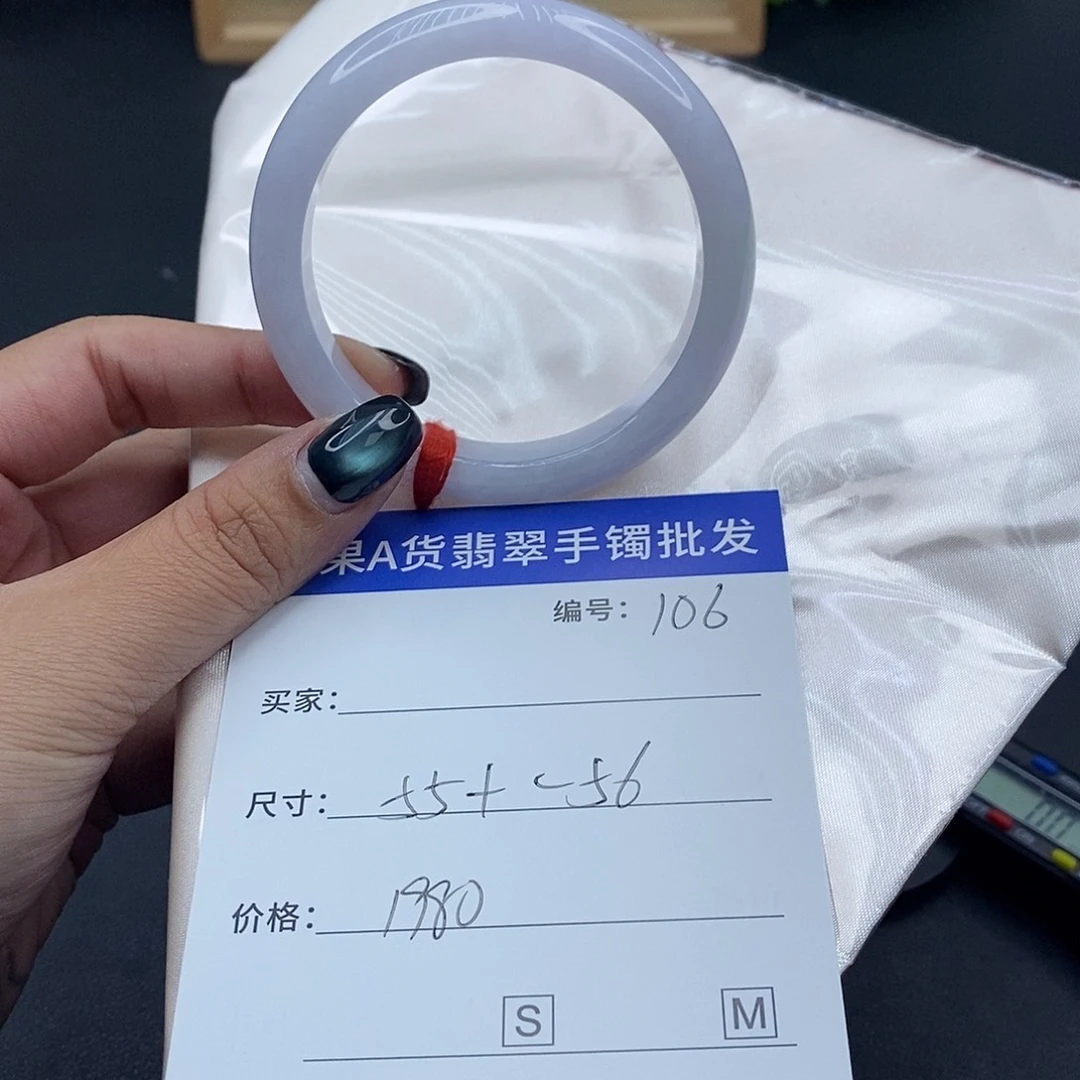 果A货翡翠手镯批发
编号：106
买家：
尺寸：55+~56
价格：1980
S M